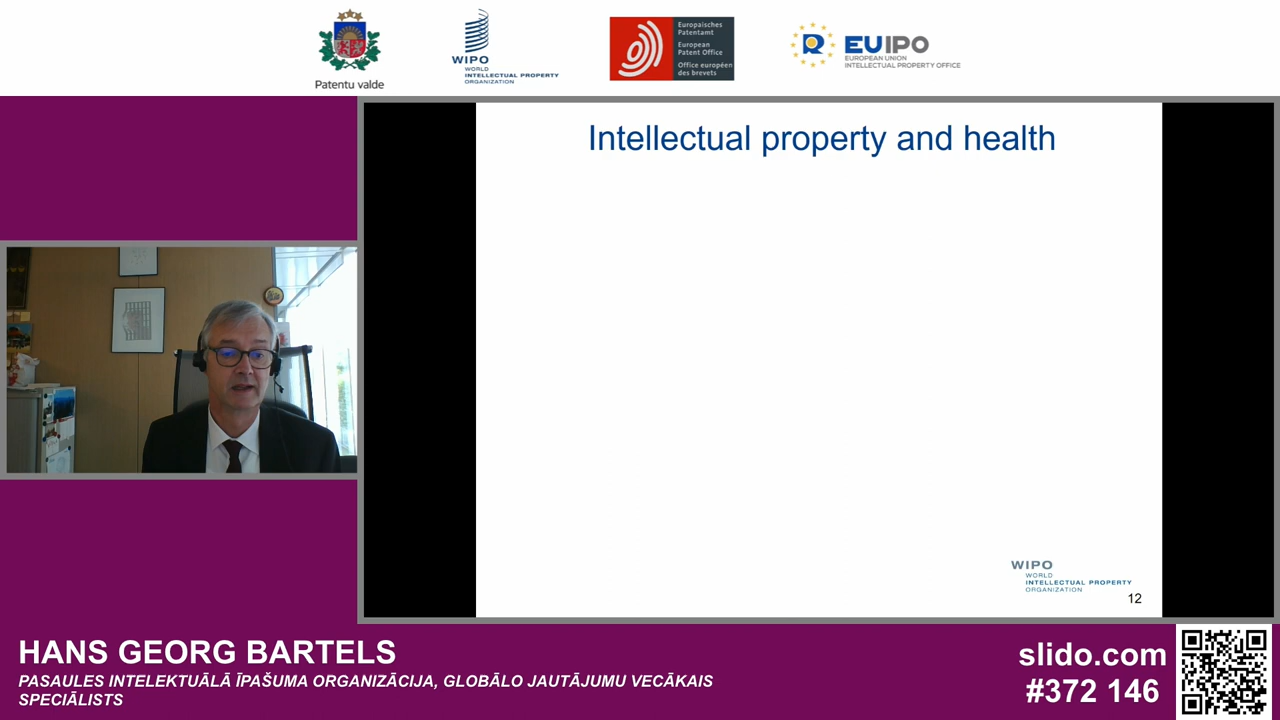 Patentu valde
WIPO
WORLD
INTELLECTUAL PROPERTY
ORGANIZATION
Europäisches
Patentamt
European
Patent Office
Office européen
des brevets
EUIPO
EUROPEAN UNION
INTELLECTUAL PROPERTY OFFICE
Intellectual property and health
WIPO
WORLD
INTELLECTUAL PROPERTY
ORGANIZATION
12
HANS GEORG BARTELS
PASAULES INTELEKTUĀLĀ ĪPAŠUMA ORGANIZĀCIJA, GLOBĀLO JAUTĀJUMU VECĀKAIS
SPECIĀLISTS
slido.com
#372 146